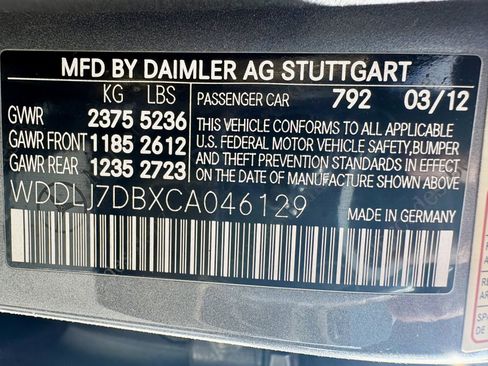 MFD BY DAIMLER AG STUTTGART
KG LBS
GVWR 2375 5236
GAWR FRONT 1185 2612
GAWR REAR 1235 2723
PASSENGER CAR 792 03/12
THIS VEHICLE CONFORMS TO ALL APPLICABLE
U.S. FEDERAL MOTOR VEHICLE SAFETY,BUMPER
AND THEFT PREVENTION STANDARDS IN EFFECT
ON THE DATE OF MANUFACTURE SHOWN ABOVE.
WDDLJ7DBXCA046129
MADE IN GERMANY